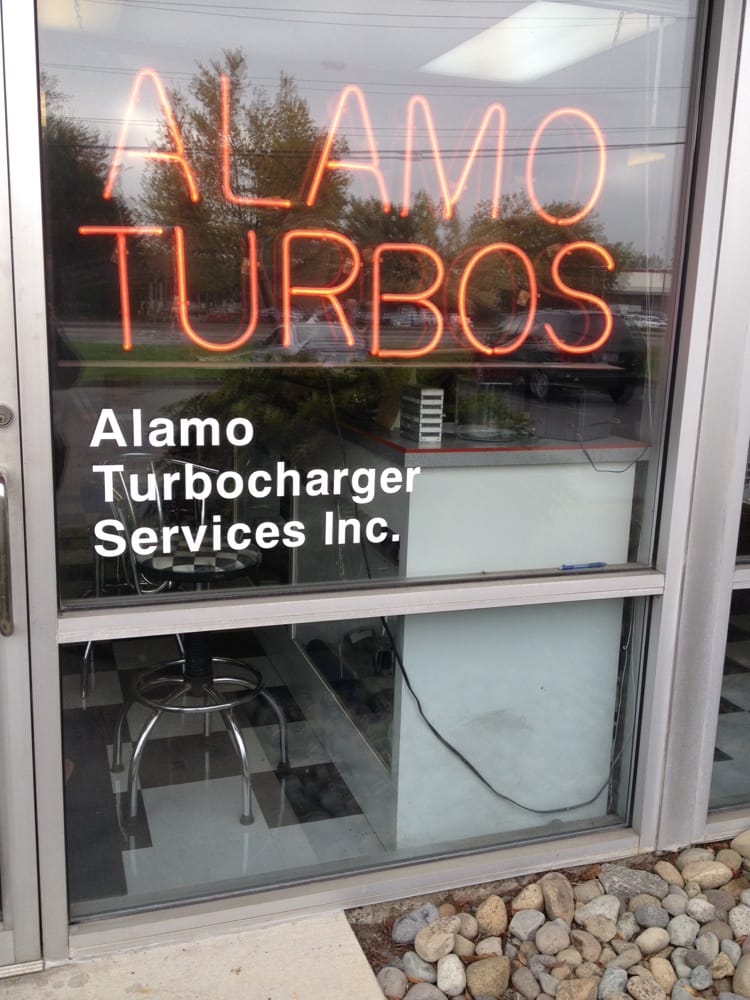 ALAMO
TURBOS
Alamo
Turbocharger
Services Inc.